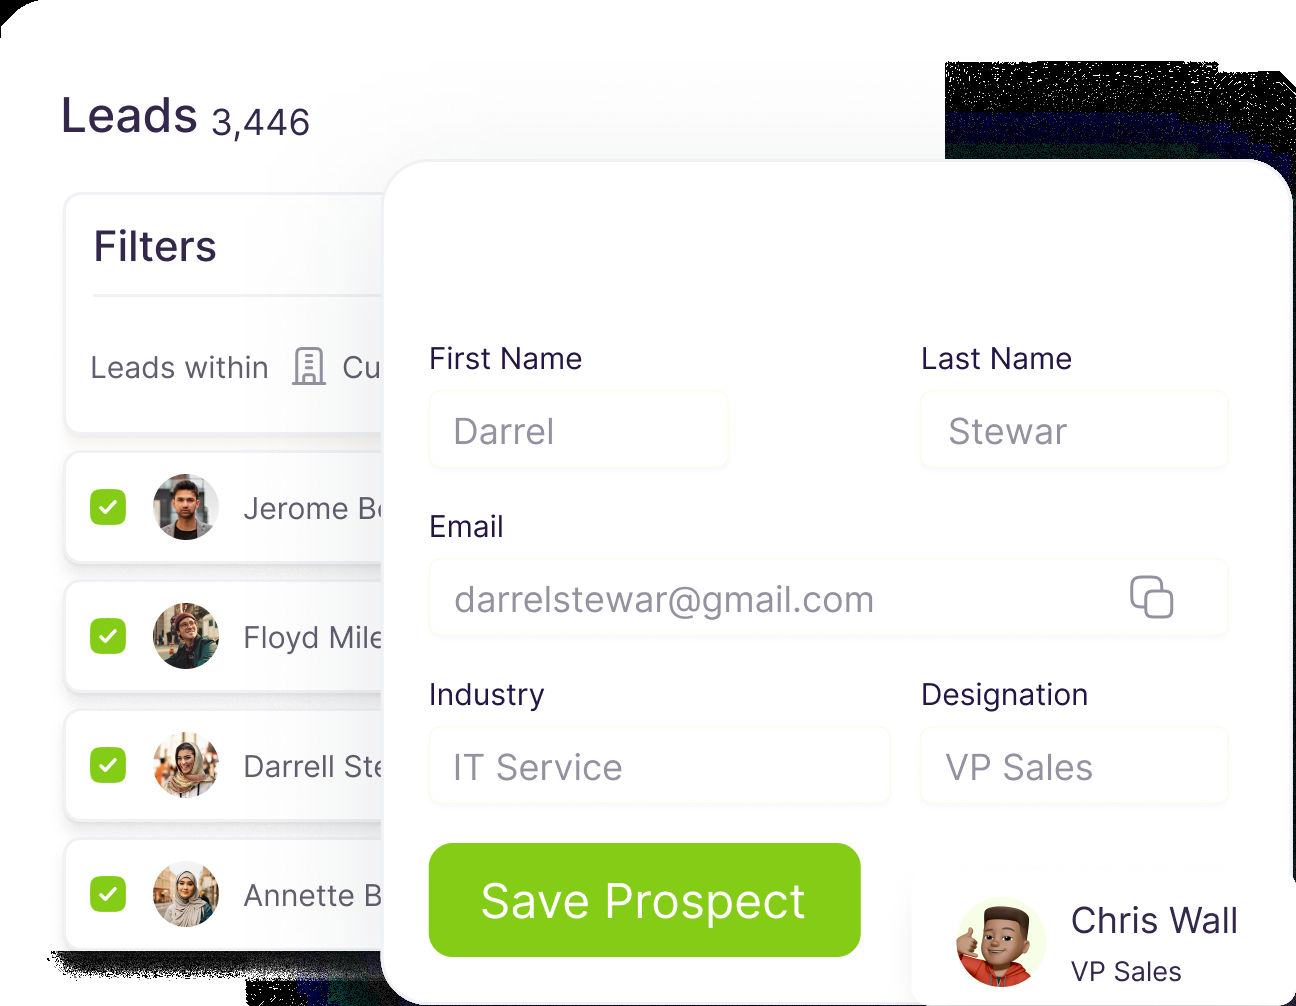 Leads 3,446
Filters
Leads within Cu
Jerome Be
Floyd Mile
Darrell Ste
Annette B
First Name
Last Name
Darrel
Stewar
Email
darrelstewar@gmail.com
Industry
Designation
IT Service
VP Sales
Save Prospect
Chris Wall
VP Sales